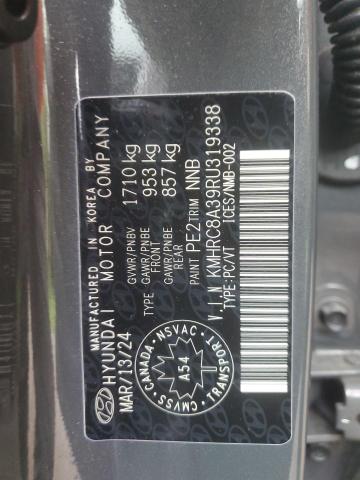 MANUFACTURED IN KOREA BY
HYUNDAI MOTOR COMPANY
MAR/13/24
GVWR/PNBV 1710 kg
TYPE: GAWR/PNBE FRONT 953 kg
GAWR/PNBE REAR 857 kg
PAINT PE2 TRIM NNB
V.I.N KMHRC8A39RU319338
TYPE:PC/VT ICES/NMB-002
CANADA
NSVAC
A54
CMVSS
TRANSPORT